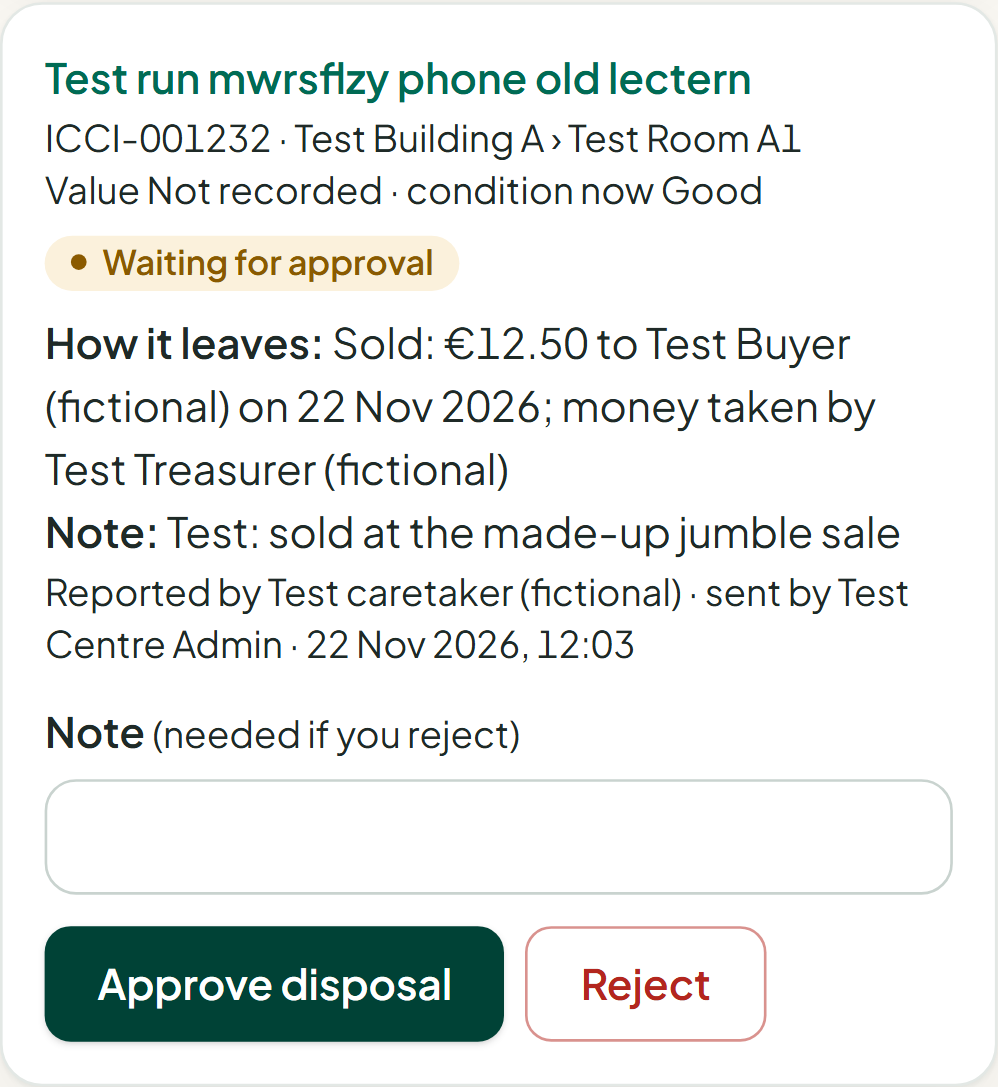 Test run mwrsflzy phone old lectern
ICCI-001232 · Test Building A › Test Room A1
Value Not recorded · condition now Good
Waiting for approval
How it leaves: Sold: €12.50 to Test Buyer
(fictional) on 22 Nov 2026; money taken by
Test Treasurer (fictional)
Note: Test: sold at the made-up jumble sale
Reported by Test caretaker (fictional) · sent by Test
Centre Admin · 22 Nov 2026, 12:03
Note (needed if you reject)
Approve disposal
Reject